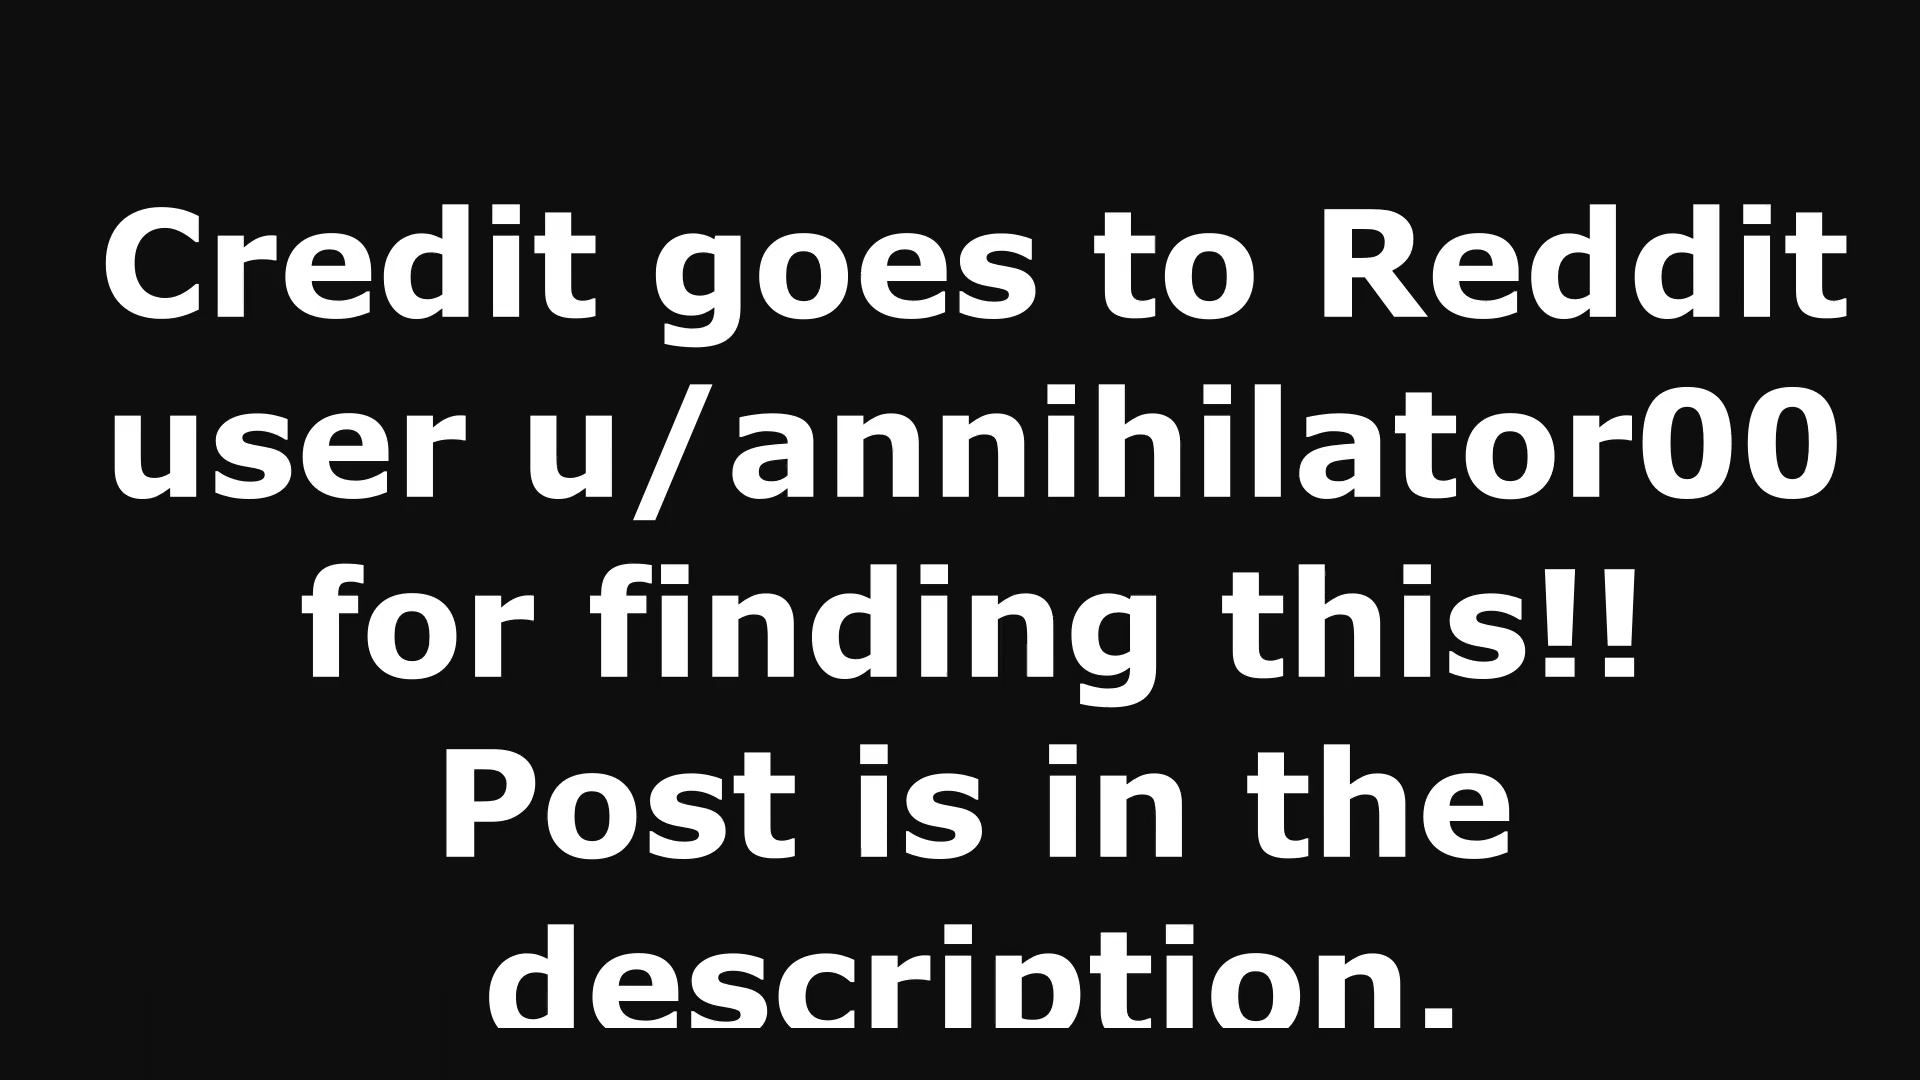 Credit goes to Reddit
user u/annihilator00
for finding this!!
Post is in the
description.